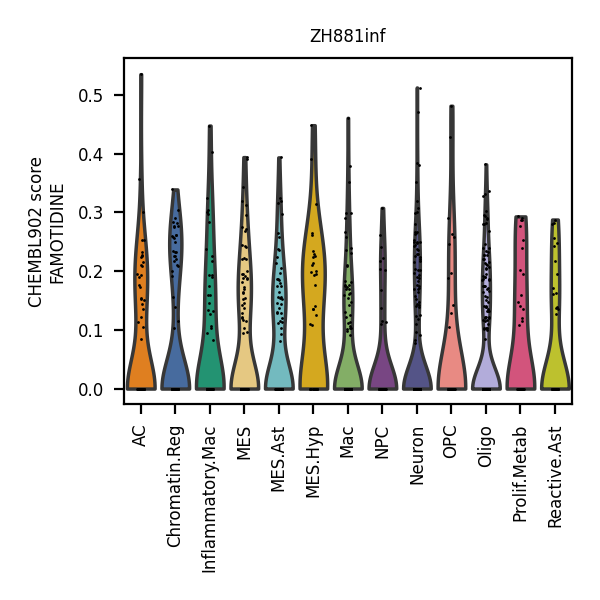 ZH881inf
CHEMBL902 score
FAMOTIDINE
0.5
0.4
0.3
0.2
0.1
0.0
AC
Chromatin.Reg
Inflammatory.Mac
MES
MES.Ast
MES.Hyp
Mac
NPC
Neuron
OPC
Oligo
Prolif.Metab
Reactive.Ast